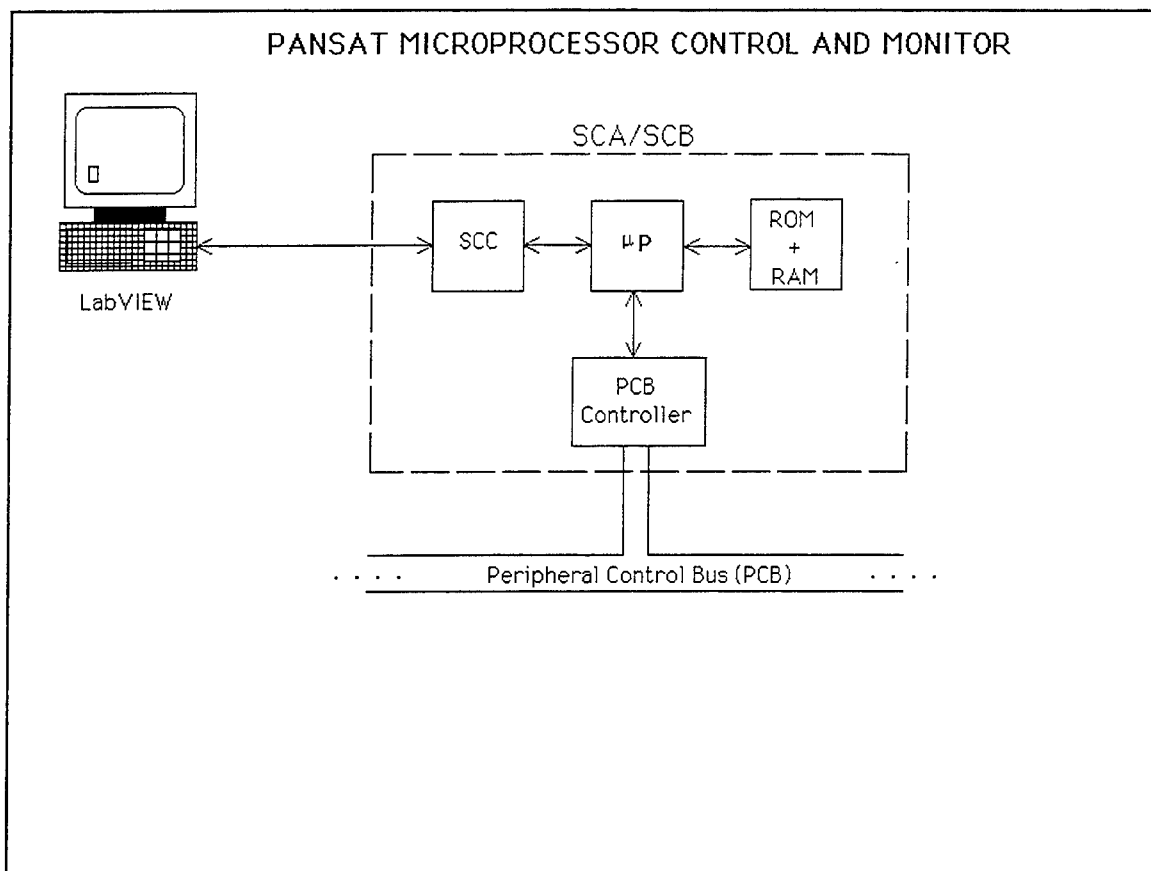 PANSAT MICROPROCESSOR CONTROL AND MONITOR
SCA/SCB
SCC
μP
ROM
+
RAM
LabVIEW
PCB
Controller
. . . . Peripheral Control Bus (PCB) . . . .